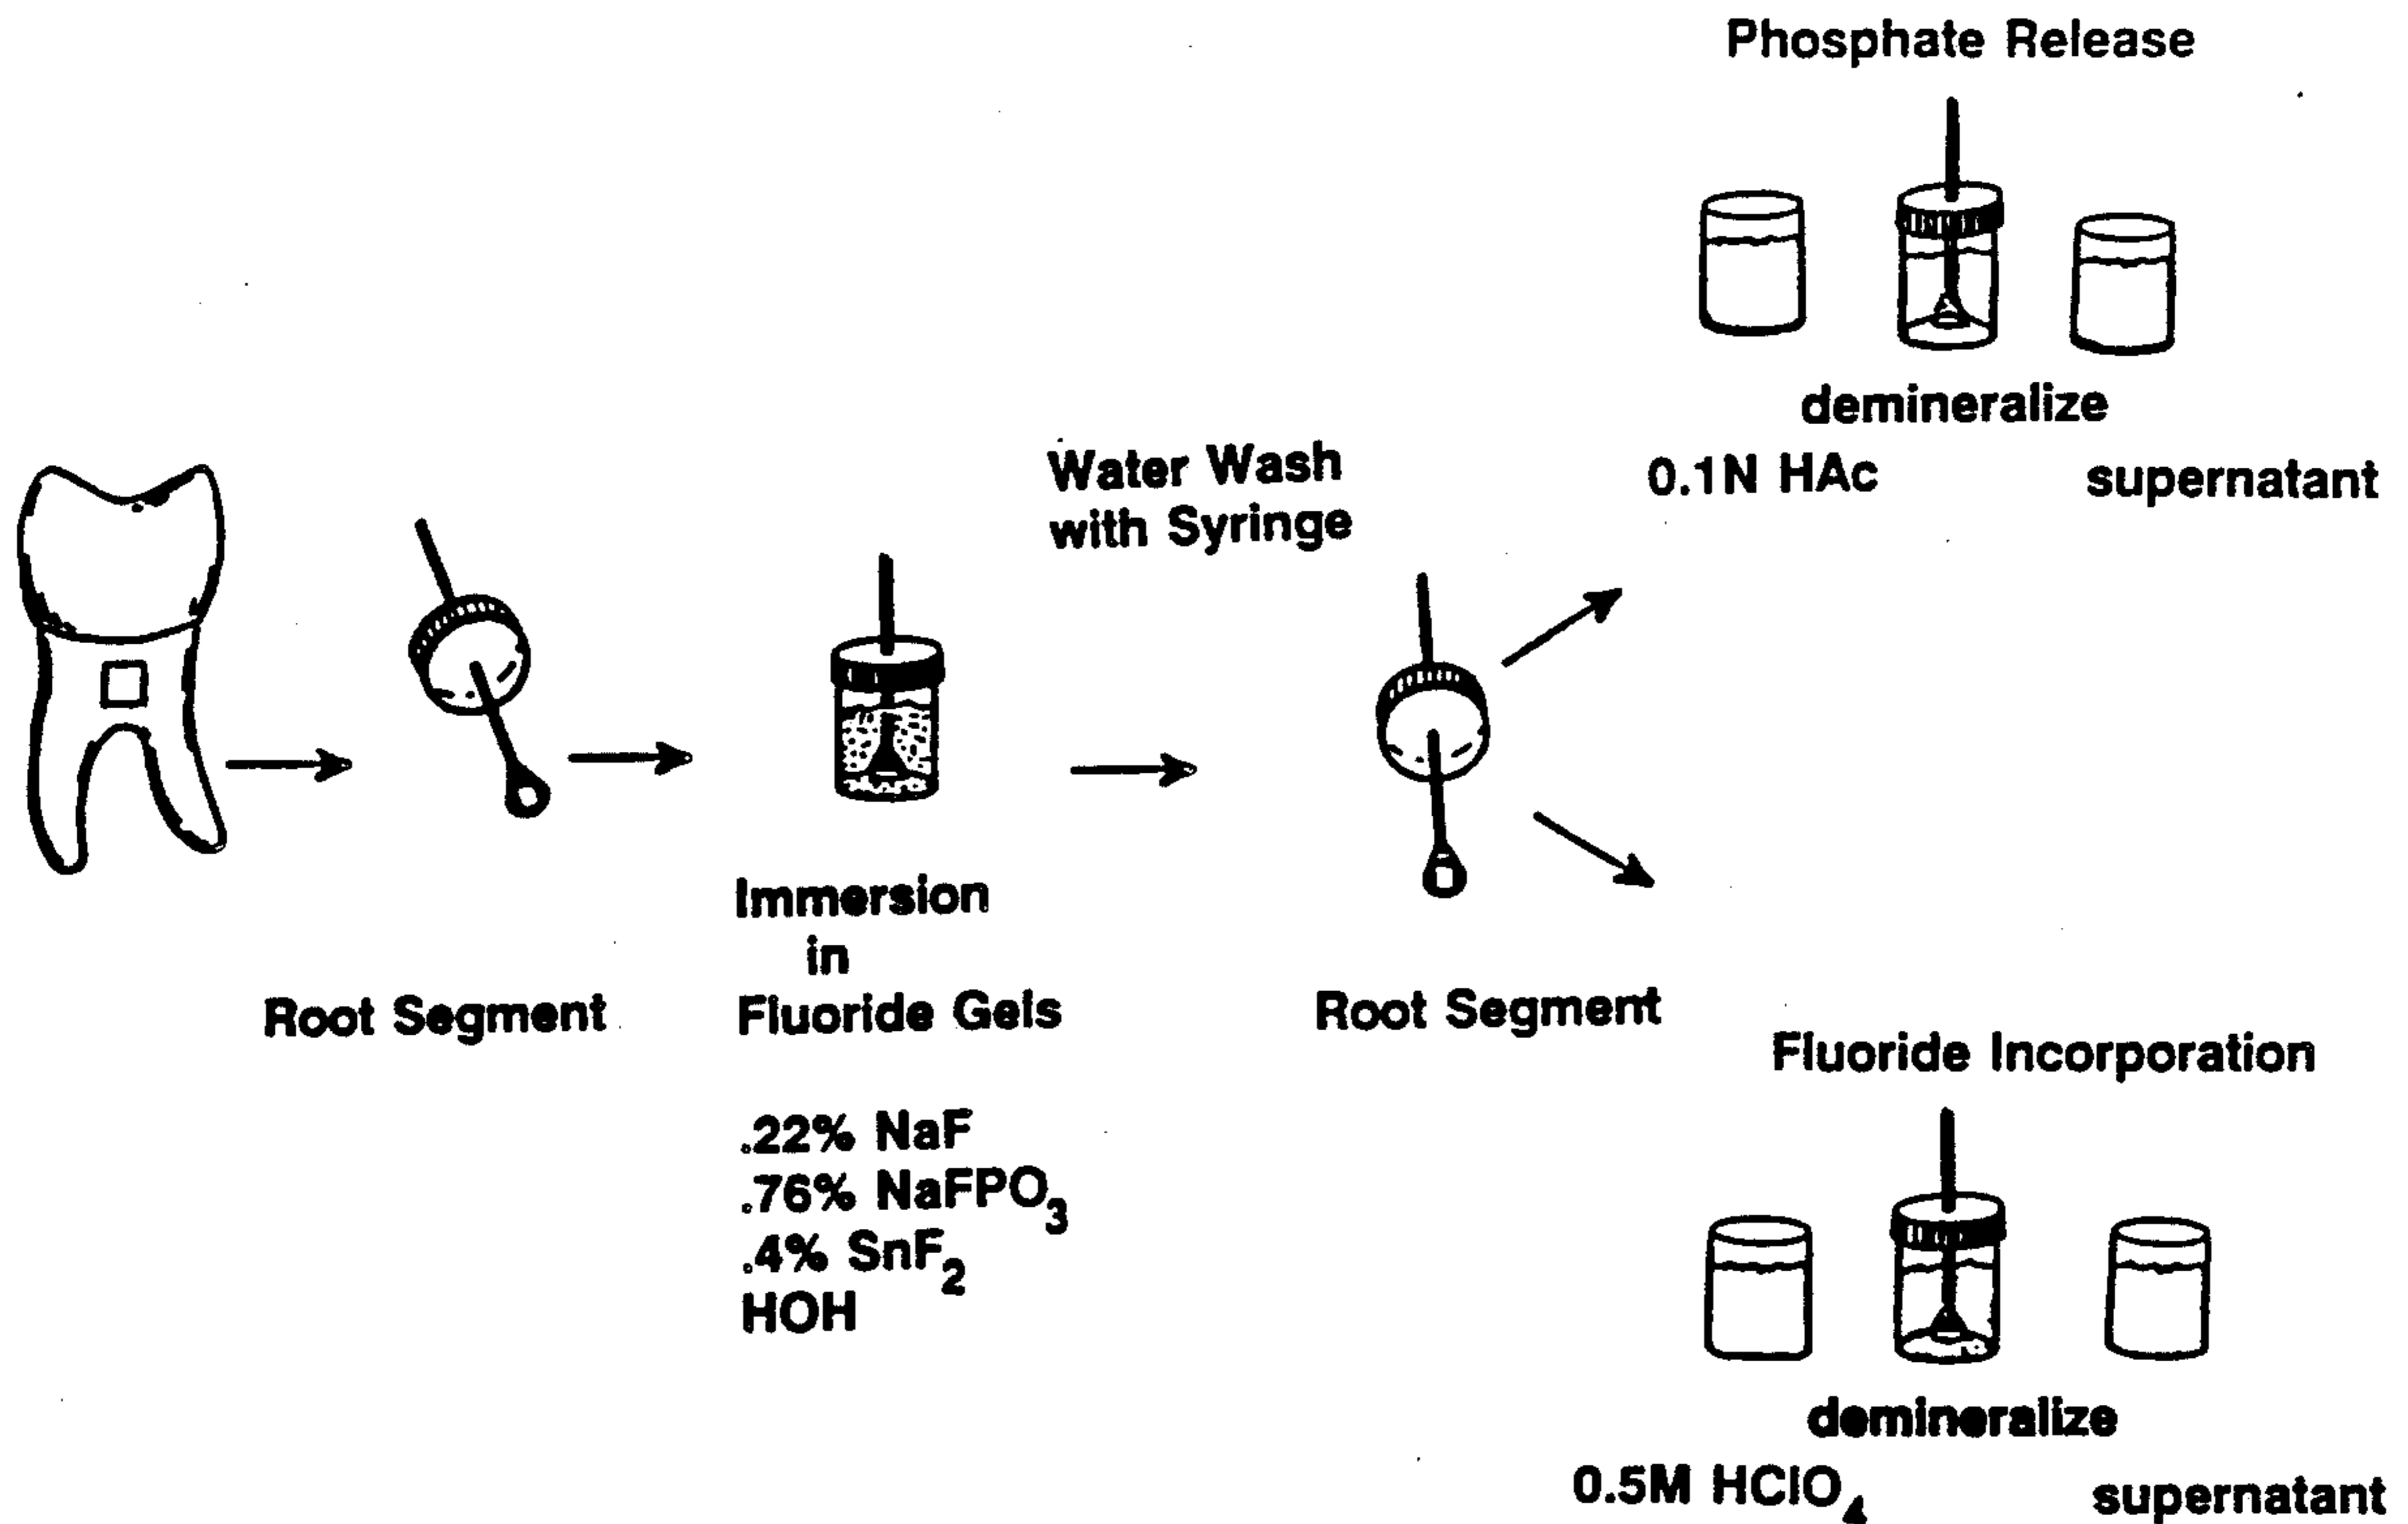 Phosphate Release
demineralize
0.1N HAc
supernatant
Water Wash
with Syringe
Root Segment
Immersion
in
Fluoride Gels
.22% NaF
.76% NaFPO3
.4% SnF2
HOH
Root Segment
Fluoride Incorporation
demineralize
0.5M HClO4
supernatant